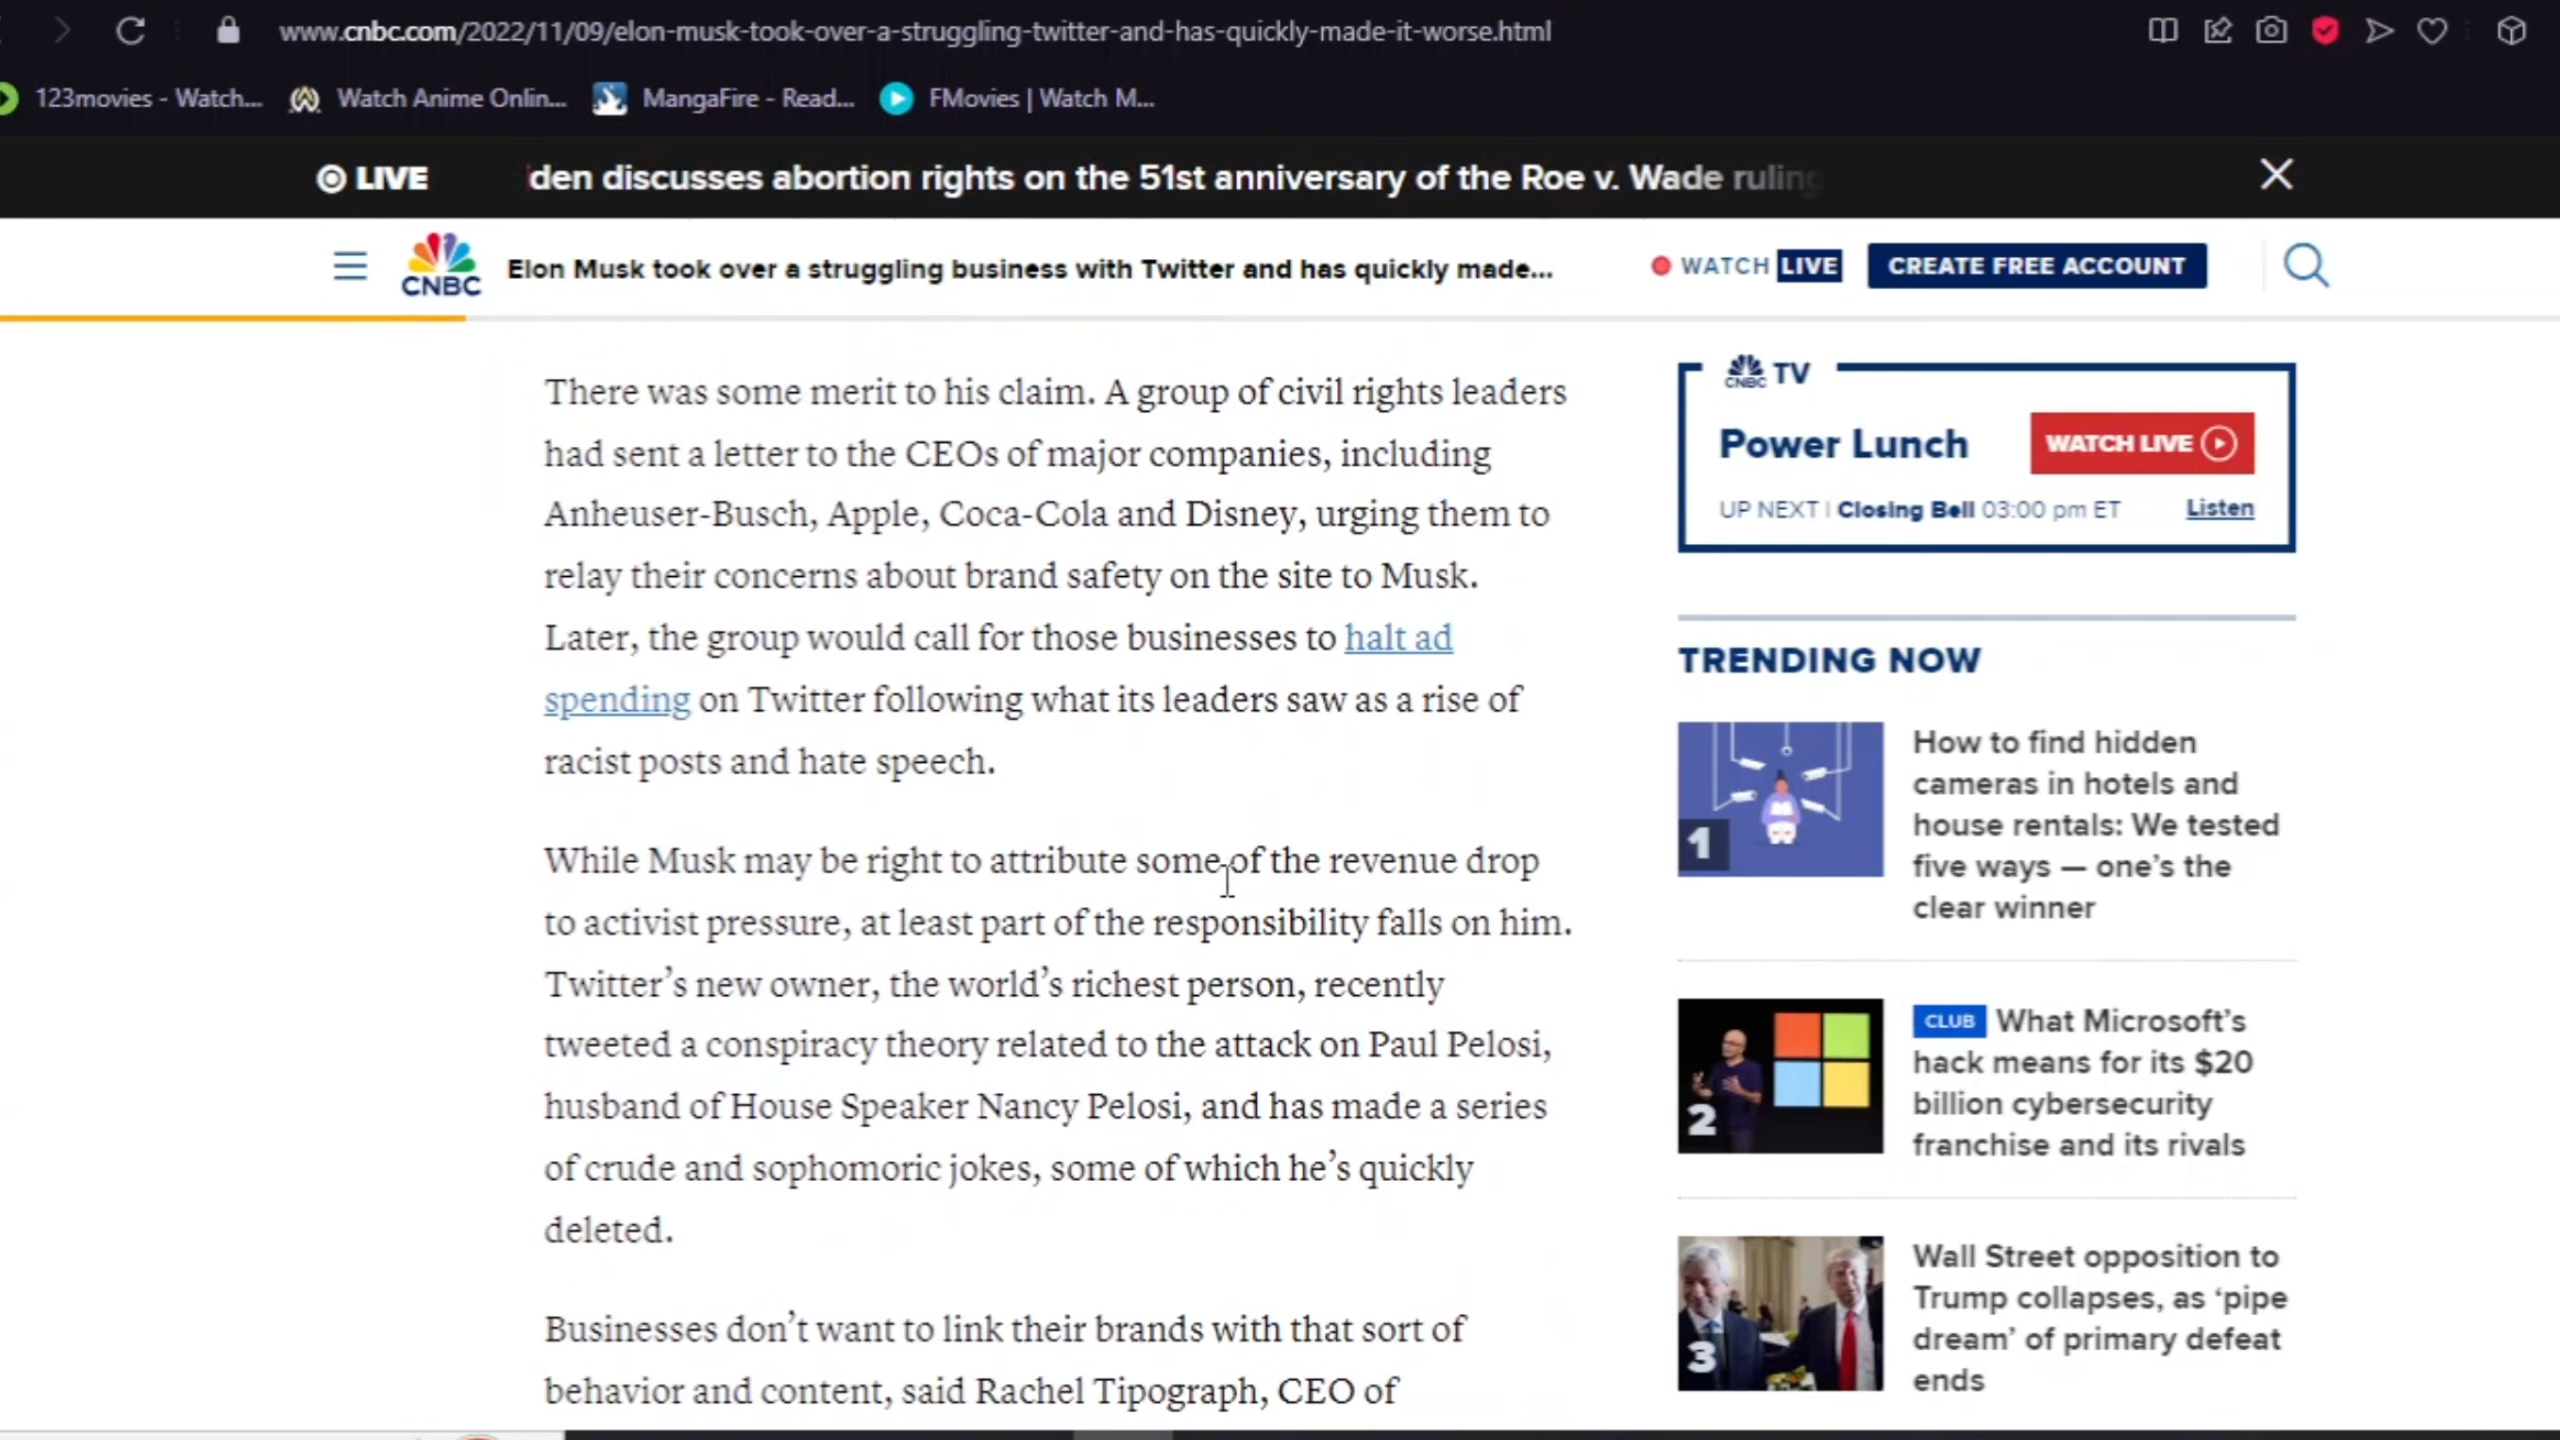 www.cnbc.com/2022/11/09/elon-musk-took-over-a-struggling-twitter-and-has-quickly-made-it-worse.html
123movies - Watch...
Watch Anime Onlin...
MangaFire - Read...
FMovies | Watch M...
LIVE
den discusses abortion rights on the 51st anniversary of the Roe v. Wade ruling
CNBC
Elon Musk took over a struggling business with Twitter and has quickly made...
WATCH LIVE
CREATE FREE ACCOUNT
There was some merit to his claim. A group of civil rights leaders
had sent a letter to the CEOs of major companies, including
Anheuser-Busch, Apple, Coca-Cola and Disney, urging them to
relay their concerns about brand safety on the site to Musk.
Later, the group would call for those businesses to halt ad
spending on Twitter following what its leaders saw as a rise of
racist posts and hate speech.
While Musk may be right to attribute some of the revenue drop
to activist pressure, at least part of the responsibility falls on him.
Twitter’s new owner, the world’s richest person, recently
tweeted a conspiracy theory related to the attack on Paul Pelosi,
husband of House Speaker Nancy Pelosi, and has made a series
of crude and sophomoric jokes, some of which he’s quickly
deleted.
Businesses don’t want to link their brands with that sort of
behavior and content, said Rachel Tipograph, CEO of
CNBC TV
Power Lunch
WATCH LIVE
UP NEXT | Closing Bell 03:00 pm ET
Listen
TRENDING NOW
1
How to find hidden
cameras in hotels and
house rentals: We tested
five ways — one’s the
clear winner
2
CLUB What Microsoft’s
hack means for its $20
billion cybersecurity
franchise and its rivals
3
Wall Street opposition to
Trump collapses, as ‘pipe
dream’ of primary defeat
ends